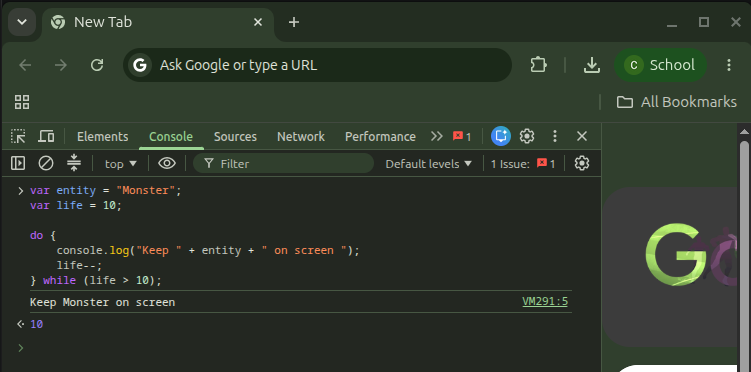 New Tab
Ask Google or type a URL
C School
All Bookmarks
Elements Console Sources Network Performance 1
top Filter Default levels 1 Issue: 1
var entity = "Monster";
var life = 10;
do {
console.log("Keep " + entity + " on screen ");
life--;
} while (life > 10);
Keep Monster on screen VM291:5
10